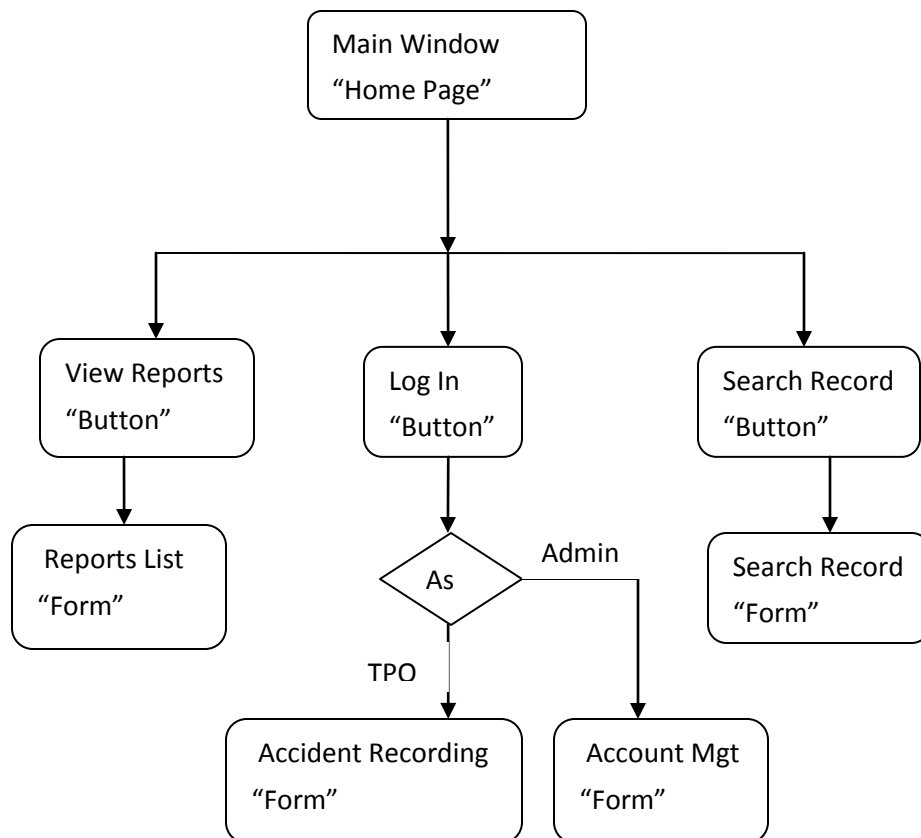 Main Window
“Home Page”
View Reports
“Button”
Log In
“Button”
Search Record
“Button”
Reports List
“Form”
As
Admin
Search Record
“Form”
TPO
Accident Recording
“Form”
Account Mgt
“Form”